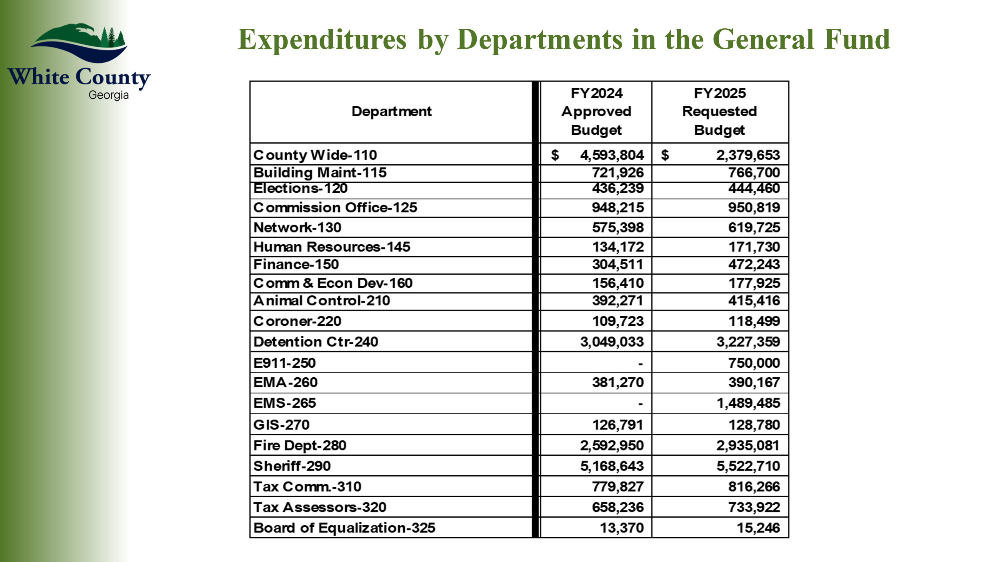 White County
Georgia
Expenditures by Departments in the General Fund
Department
FY2024 Approved Budget
FY2025 Requested Budget
County Wide-110 $ 4,593,804 $ 2,379,653
Building Maint-115 721,926 766,700
Elections-120 436,239 444,460
Commission Office-125 948,215 950,819
Network-130 575,398 619,725
Human Resources-145 134,172 171,730
Finance-150 304,511 472,243
Comm & Econ Dev-160 156,410 177,925
Animal Control-210 392,271 415,416
Coroner-220 109,723 118,499
Detention Ctr-240 3,049,033 3,227,359
E911-250 - 750,000
EMA-260 381,270 390,167
EMS-265 - 1,489,485
GIS-270 126,791 128,780
Fire Dept-280 2,592,950 2,935,081
Sheriff-290 5,168,643 5,522,710
Tax Comm.-310 779,827 816,266
Tax Assessors-320 658,236 733,922
Board of Equalization-325 13,370 15,246